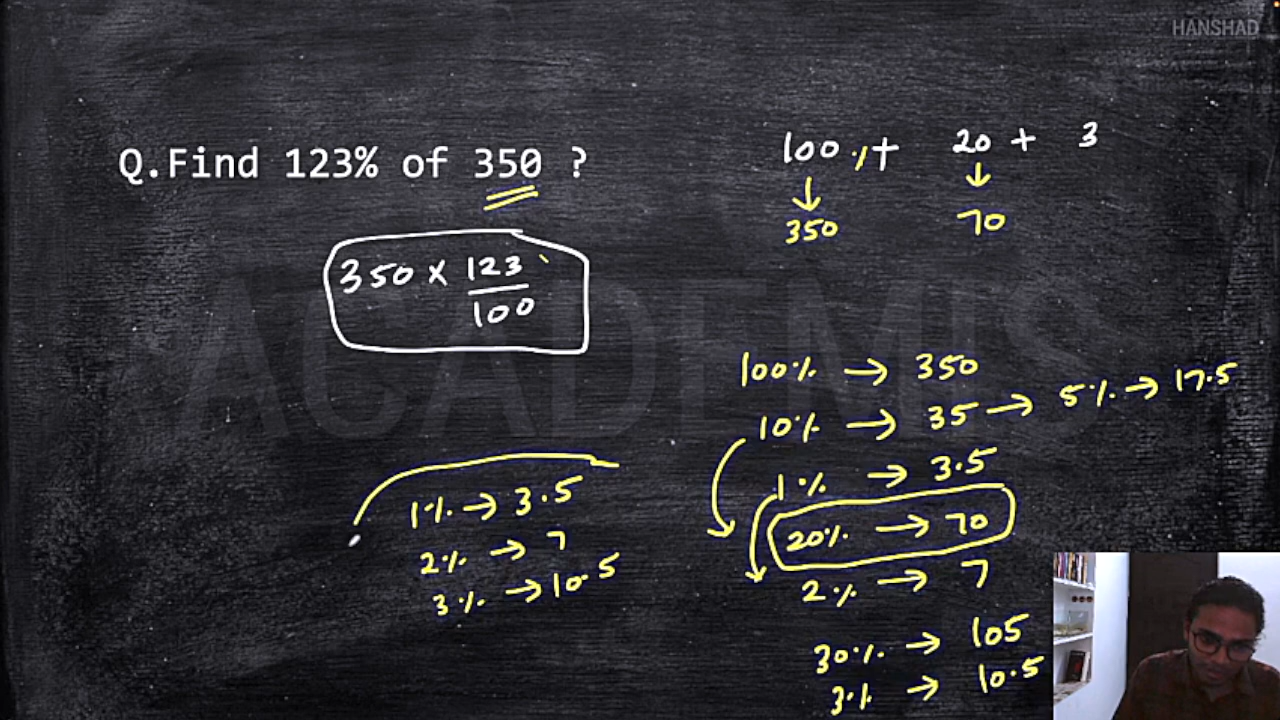 HANSHAD
Q.Find 123% of 350 ?
100 % + 20 + 3
350 70
350 × 123/100
ACADEMIS
100% → 350
10% → 35 → 5% → 17.5
1% → 3.5
20% → 70
2% → 7
30% → 105
3% → 10.5
1% → 3.5
2% → 7
3% → 10.5